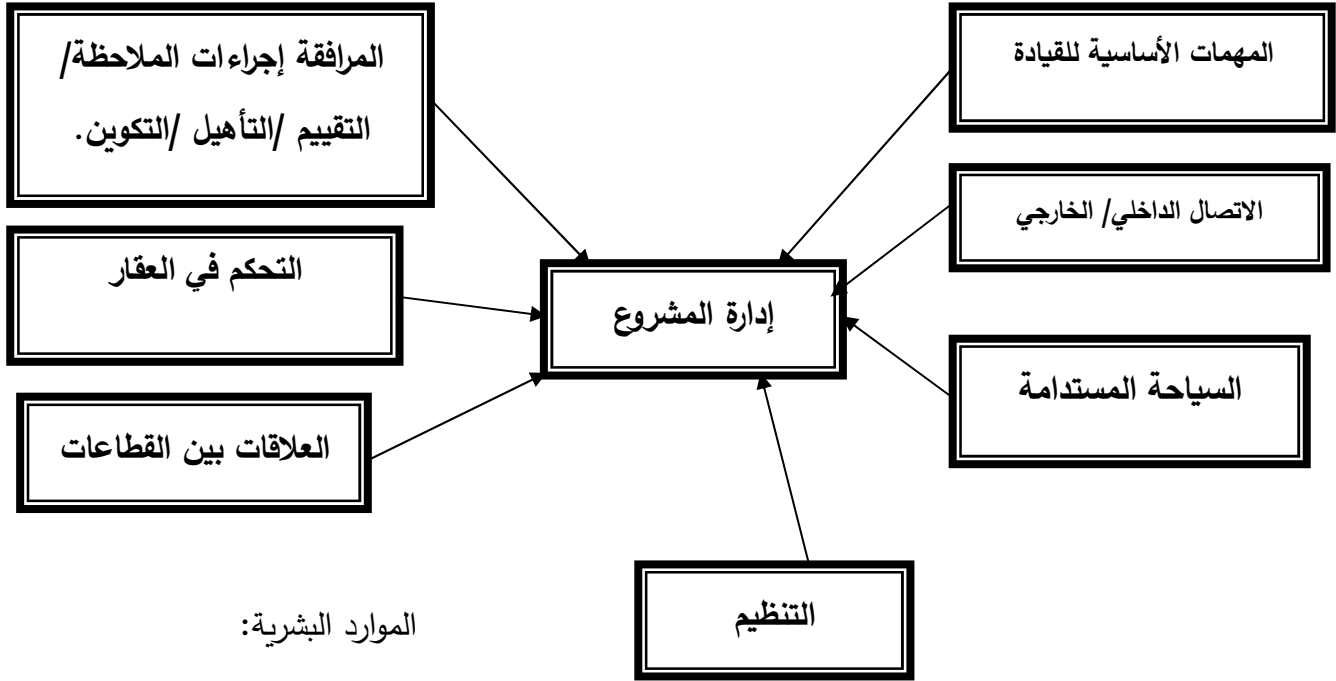 المهمات الأساسية للقيادة
المرافقة إجراءات الملاحظة/
التقييم /التأهيل /التكوين.
الاتصال الداخلي/ الخارجي
التحكم في العقار
إدارة المشروع
السياحة المستدامة
العلاقات بين القطاعات
التنظيم
الموارد البشرية: